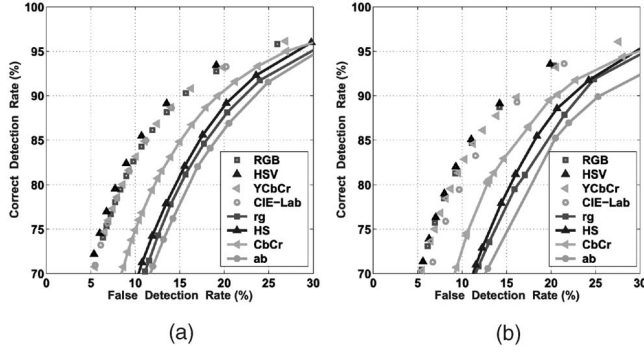 100
95
90
85
80
75
70
0 5 10 15 20 25 30
Correct Detection Rate (%)
False Detection Rate (%)
RGB
HSV
YCbCr
CIE-Lab
rg
HS
CbCr
ab
(a)
100
95
90
85
80
75
70
0 5 10 15 20 25 30
Correct Detection Rate (%)
False Detection Rate (%)
RGB
HSV
YCbCr
CIE-Lab
rg
HS
CbCr
ab
(b)